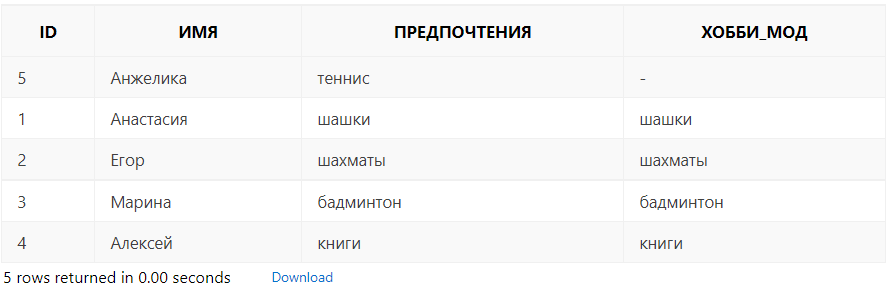 ID ИМЯ ПРЕДПОЧТЕНИЯ ХОББИ_МОД
5 Анжелика теннис -
1 Анастасия шашки шашки
2 Егор шахматы шахматы
3 Марина бадминтон бадминтон
4 Алексей книги книги
5 rows returned in 0.00 seconds Download